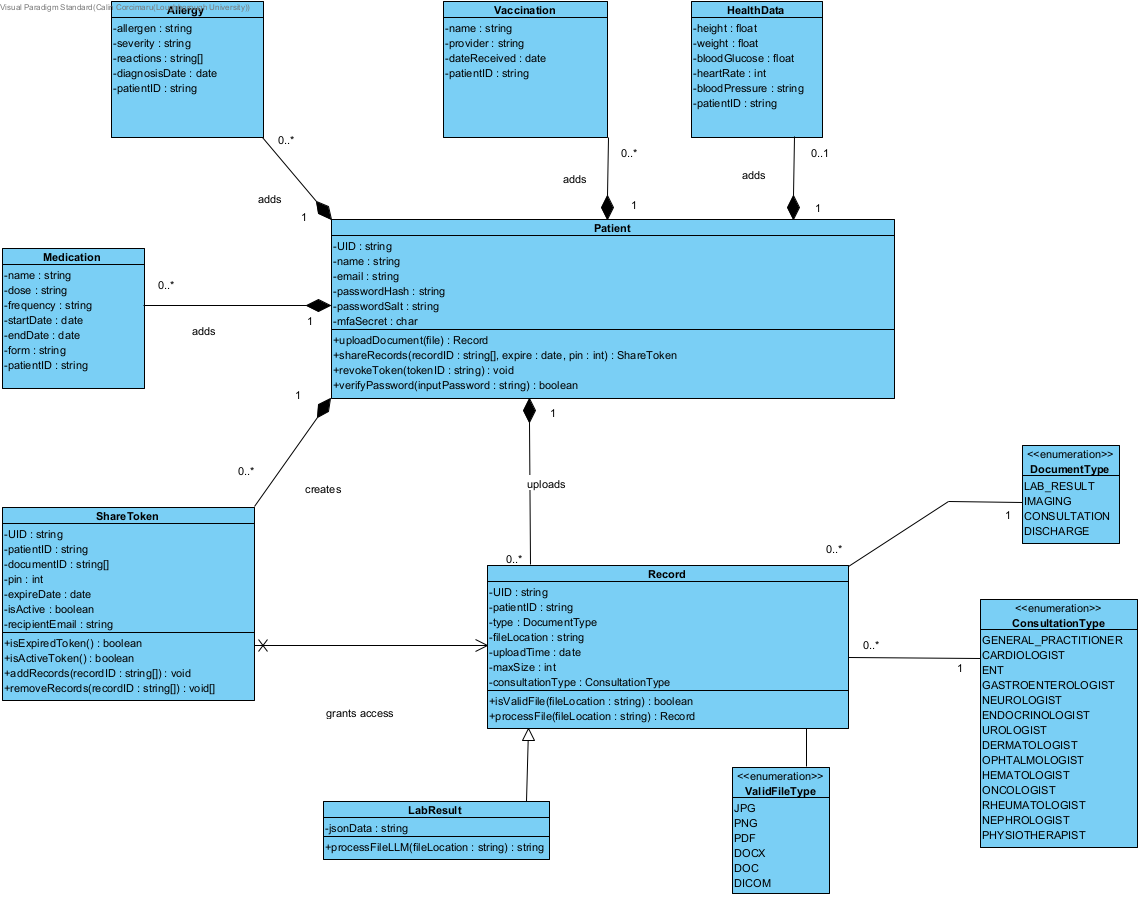 Visual Paradigm Standard(Calin Corcimaru(Loughborough University))
Allergy
-allergen : string
-severity : string
-reactions : string[]
-diagnosisDate : date
-patientID : string
Vaccination
-name : string
-provider : string
-dateReceived : date
-patientID : string
HealthData
-height : float
-weight : float
-bloodGlucose : float
-heartRate : int
-bloodPressure : string
-patientID : string
0..*
adds
1
0..*
adds
1
0..1
adds
1
Medication
-name : string
-dose : string
-frequency : string
-startDate : date
-endDate : date
-form : string
-patientID : string
0..*
adds
1
Patient
-UID : string
-name : string
-email : string
-passwordHash : string
-passwordSalt : string
-mfaSecret : char
+uploadDocument(file) : Record
+shareRecords(recordID : string[], expire : date, pin : int) : ShareToken
+revokeToken(tokenID : string) : void
+verifyPassword(inputPassword : string) : boolean
1
0..*
creates
1
uploads
0..*
ShareToken
-UID : string
-patientID : string
-documentID : string[]
-pin : int
-expireDate : date
-isActive : boolean
-recipientEmail : string
+isExpiredToken() : boolean
+isActiveToken() : boolean
+addRecords(recordID : string[]) : void
+removeRecords(recordID : string[]) : void[]
grants access
Record
-UID : string
-patientID : string
-type : DocumentType
-fileLocation : string
-uploadTime : date
-maxSize : int
-consultationType : ConsultationType
+isValidFile(fileLocation : string) : boolean
+processFile(fileLocation : string) : Record
0..*
1
<<enumeration>>
DocumentType
LAB_RESULT
IMAGING
CONSULTATION
DISCHARGE
0..*
1
<<enumeration>>
ConsultationType
GENERAL_PRACTITIONER
CARDIOLOGIST
ENT
GASTROENTEROLOGIST
NEUROLOGIST
ENDOCRINOLOGIST
UROLOGIST
DERMATOLOGIST
OPHTALMOLOGIST
HEMATOLOGIST
ONCOLOGIST
RHEUMATOLOGIST
NEPHROLOGIST
PHYSIOTHERAPIST
LabResult
-jsonData : string
+processFileLLM(fileLocation : string) : string
<<enumeration>>
ValidFileType
JPG
PNG
PDF
DOCX
DOC
DICOM